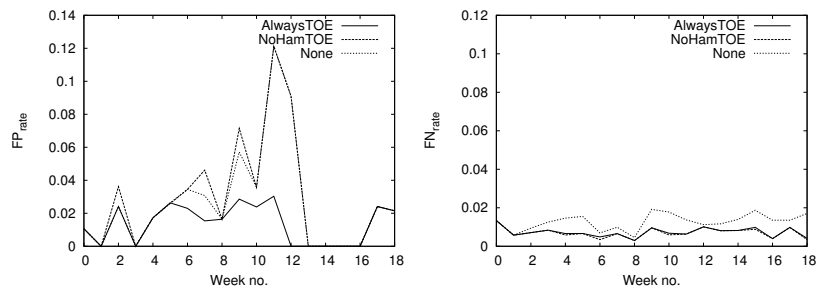 0.14
0.12
0.1
0.08
0.06
0.04
0.02
0
FPrate
0 2 4 6 8 10 12 14 16 18
Week no.
AlwaysTOE
NoHamTOE
None
0.12
0.1
0.08
0.06
0.04
0.02
0
FNrate
0 2 4 6 8 10 12 14 16 18
Week no.
AlwaysTOE
NoHamTOE
None